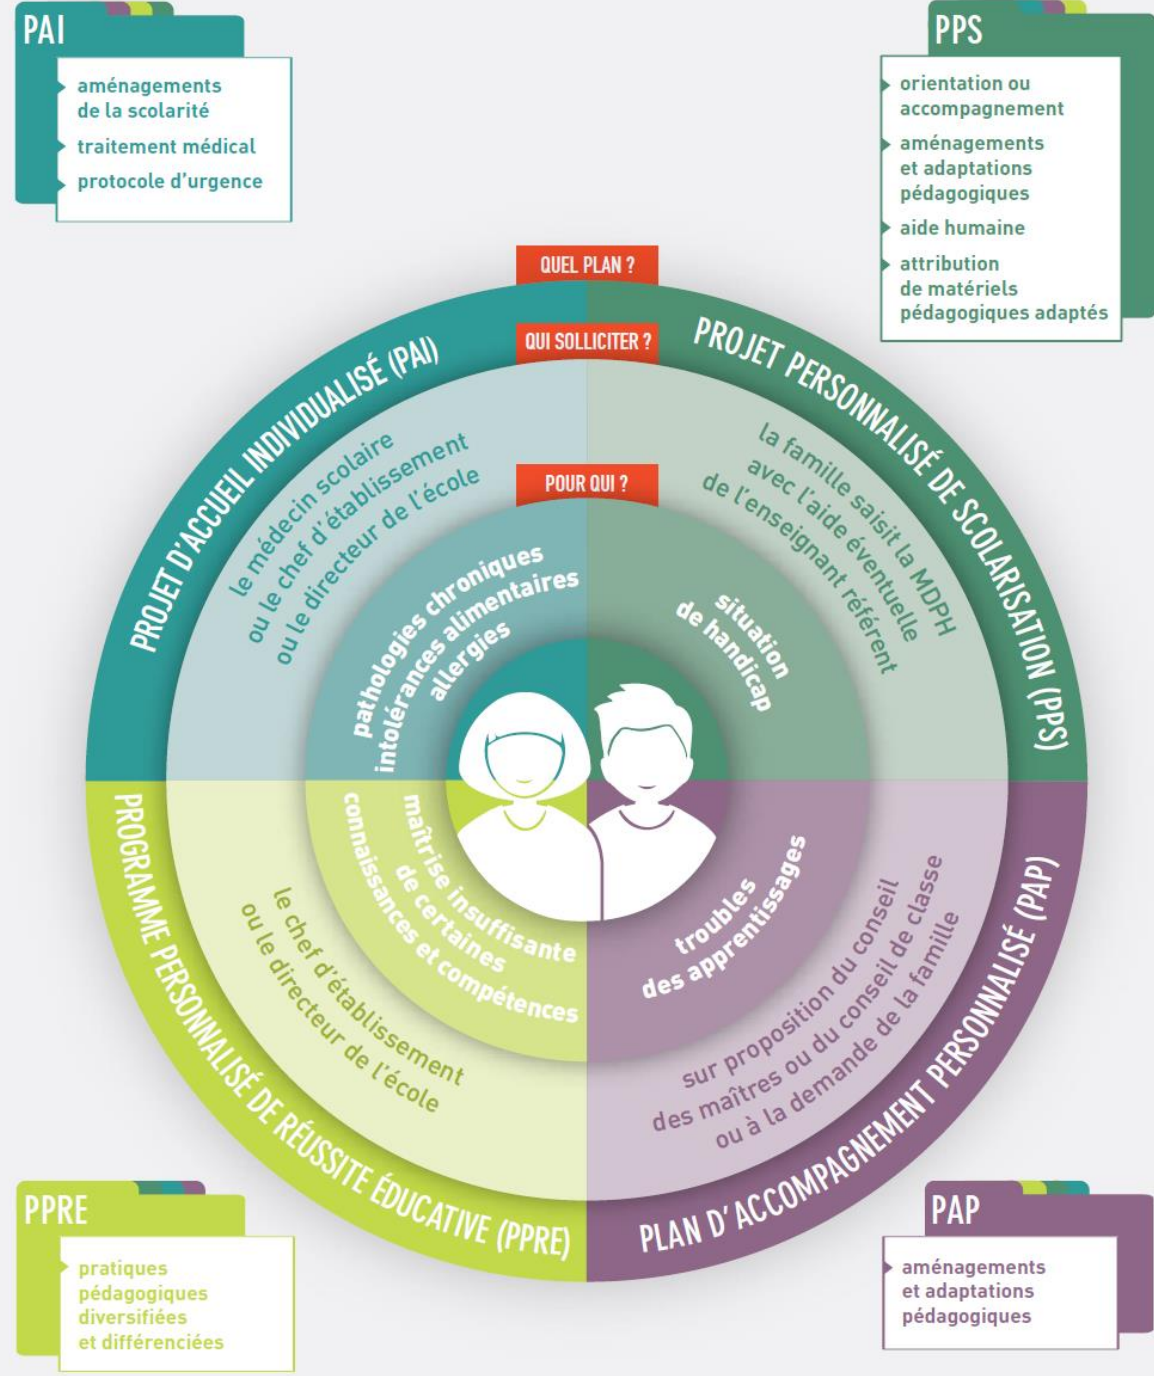 PAI
aménagements
de la scolarité
traitement médical
protocole d'urgence
PPS
orientation ou
accompagnement
aménagements
et adaptations
pédagogiques
aide humaine
attribution
de matériels
pédagogiques adaptés
QUEL PLAN ?
QUI SOLLICITER ?
POUR QUI ?
PROJET D'ACCUEIL INDIVIDUALISÉ (PAI)
le médecin scolaire
ou le chef d'établissement
ou le directeur de l'école
pathologies chroniques
intolérances alimentaires
allergies
PROJET PERSONNALISÉ DE SCOLARISATION (PPS)
la famille saisit la MDPH
avec l'aide éventuelle
de l'enseignant référent
situation
de handicap
PROGRAMME PERSONNALISÉ DE RÉUSSITE ÉDUCATIVE (PPRE)
le chef d'établissement
ou le directeur de l'école
maîtrise insuffisante
de certaines
connaissances et compétences
PLAN D'ACCOMPAGNEMENT PERSONNALISÉ (PAP)
sur proposition du conseil
des maîtres ou du conseil de classe
ou à la demande de la famille
troubles
des apprentissages
PPRE
pratiques
pédagogiques
diversifiées
et différenciées
PAP
aménagements
et adaptations
pédagogiques